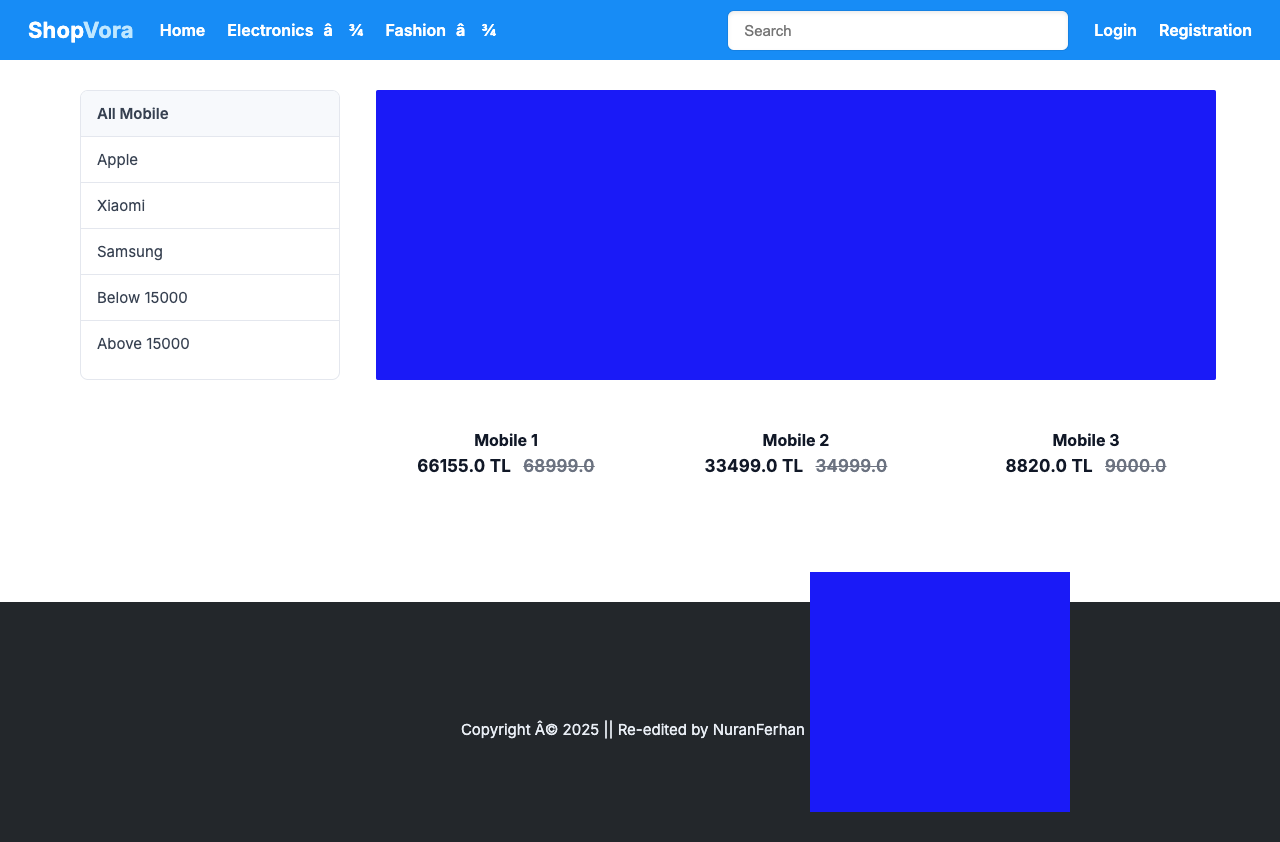 ShopVora Home Electronics â ¾ Fashion â ¾ Search Login Registration
All Mobile
Apple
Xiaomi
Samsung
Below 15000
Above 15000
Mobile 1 Mobile 2 Mobile 3
66155.0 TL 68999.0 33499.0 TL 34999.0 8820.0 TL 9000.0
Copyright Â© 2025 || Re-edited by NuranFerhan